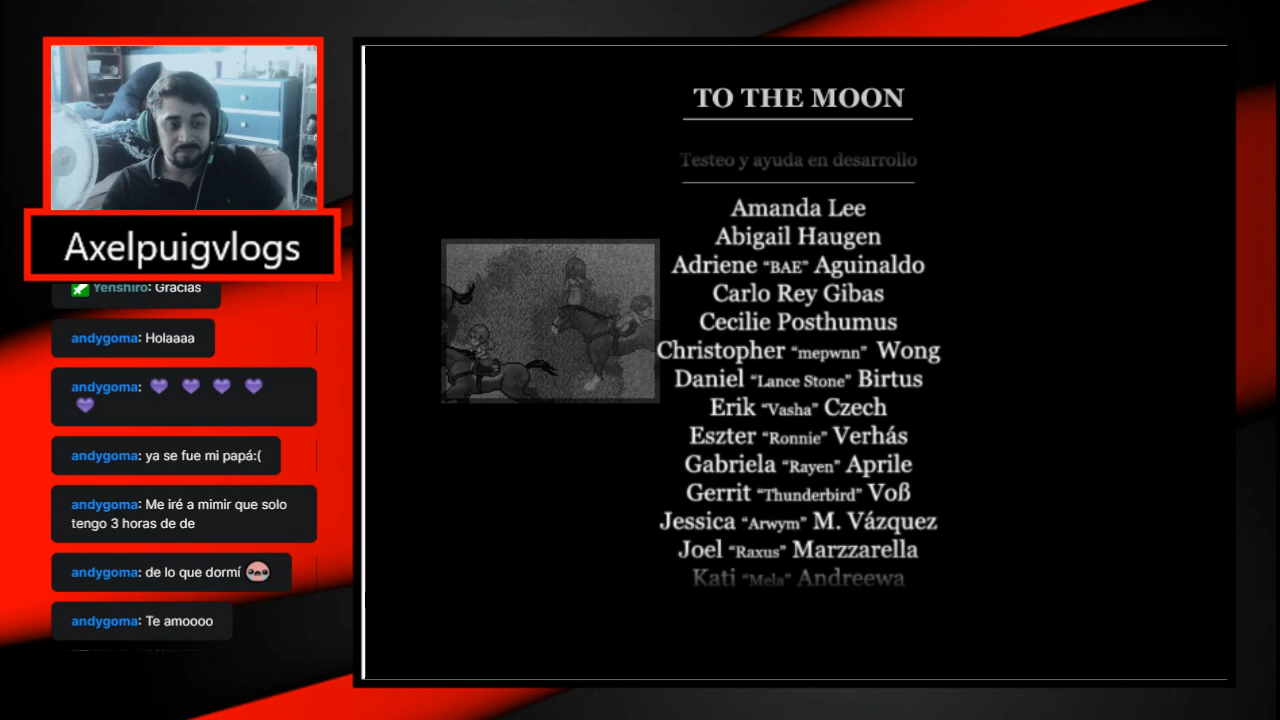 Axelpuigvlogs
Yenshiro: Gracias
andygoma: Holaaaa
andygoma: 💜 💜 💜 💜
💜
andygoma: ya se fue mi papá:(
andygoma: Me iré a mimir que solo
tengo 3 horas de de
andygoma: de lo que dormí
andygoma: Te amoooo
TO THE MOON
Testeo y ayuda en desarrollo
Amanda Lee
Abigail Haugen
Adriene “BAE” Aguinaldo
Carlo Rey Gibas
Cecilie Posthumus
Christopher “mepwnn” Wong
Daniel “Lance Stone” Birtus
Erik “Vasha” Czech
Eszter “Ronnie” Verhás
Gabriela “Rayen” Aprile
Gerrit “Thunderbird” Voß
Jessica “Arwym” M. Vázquez
Joel “Raxus” Marzzarella
Kati “Mela” Andreewa